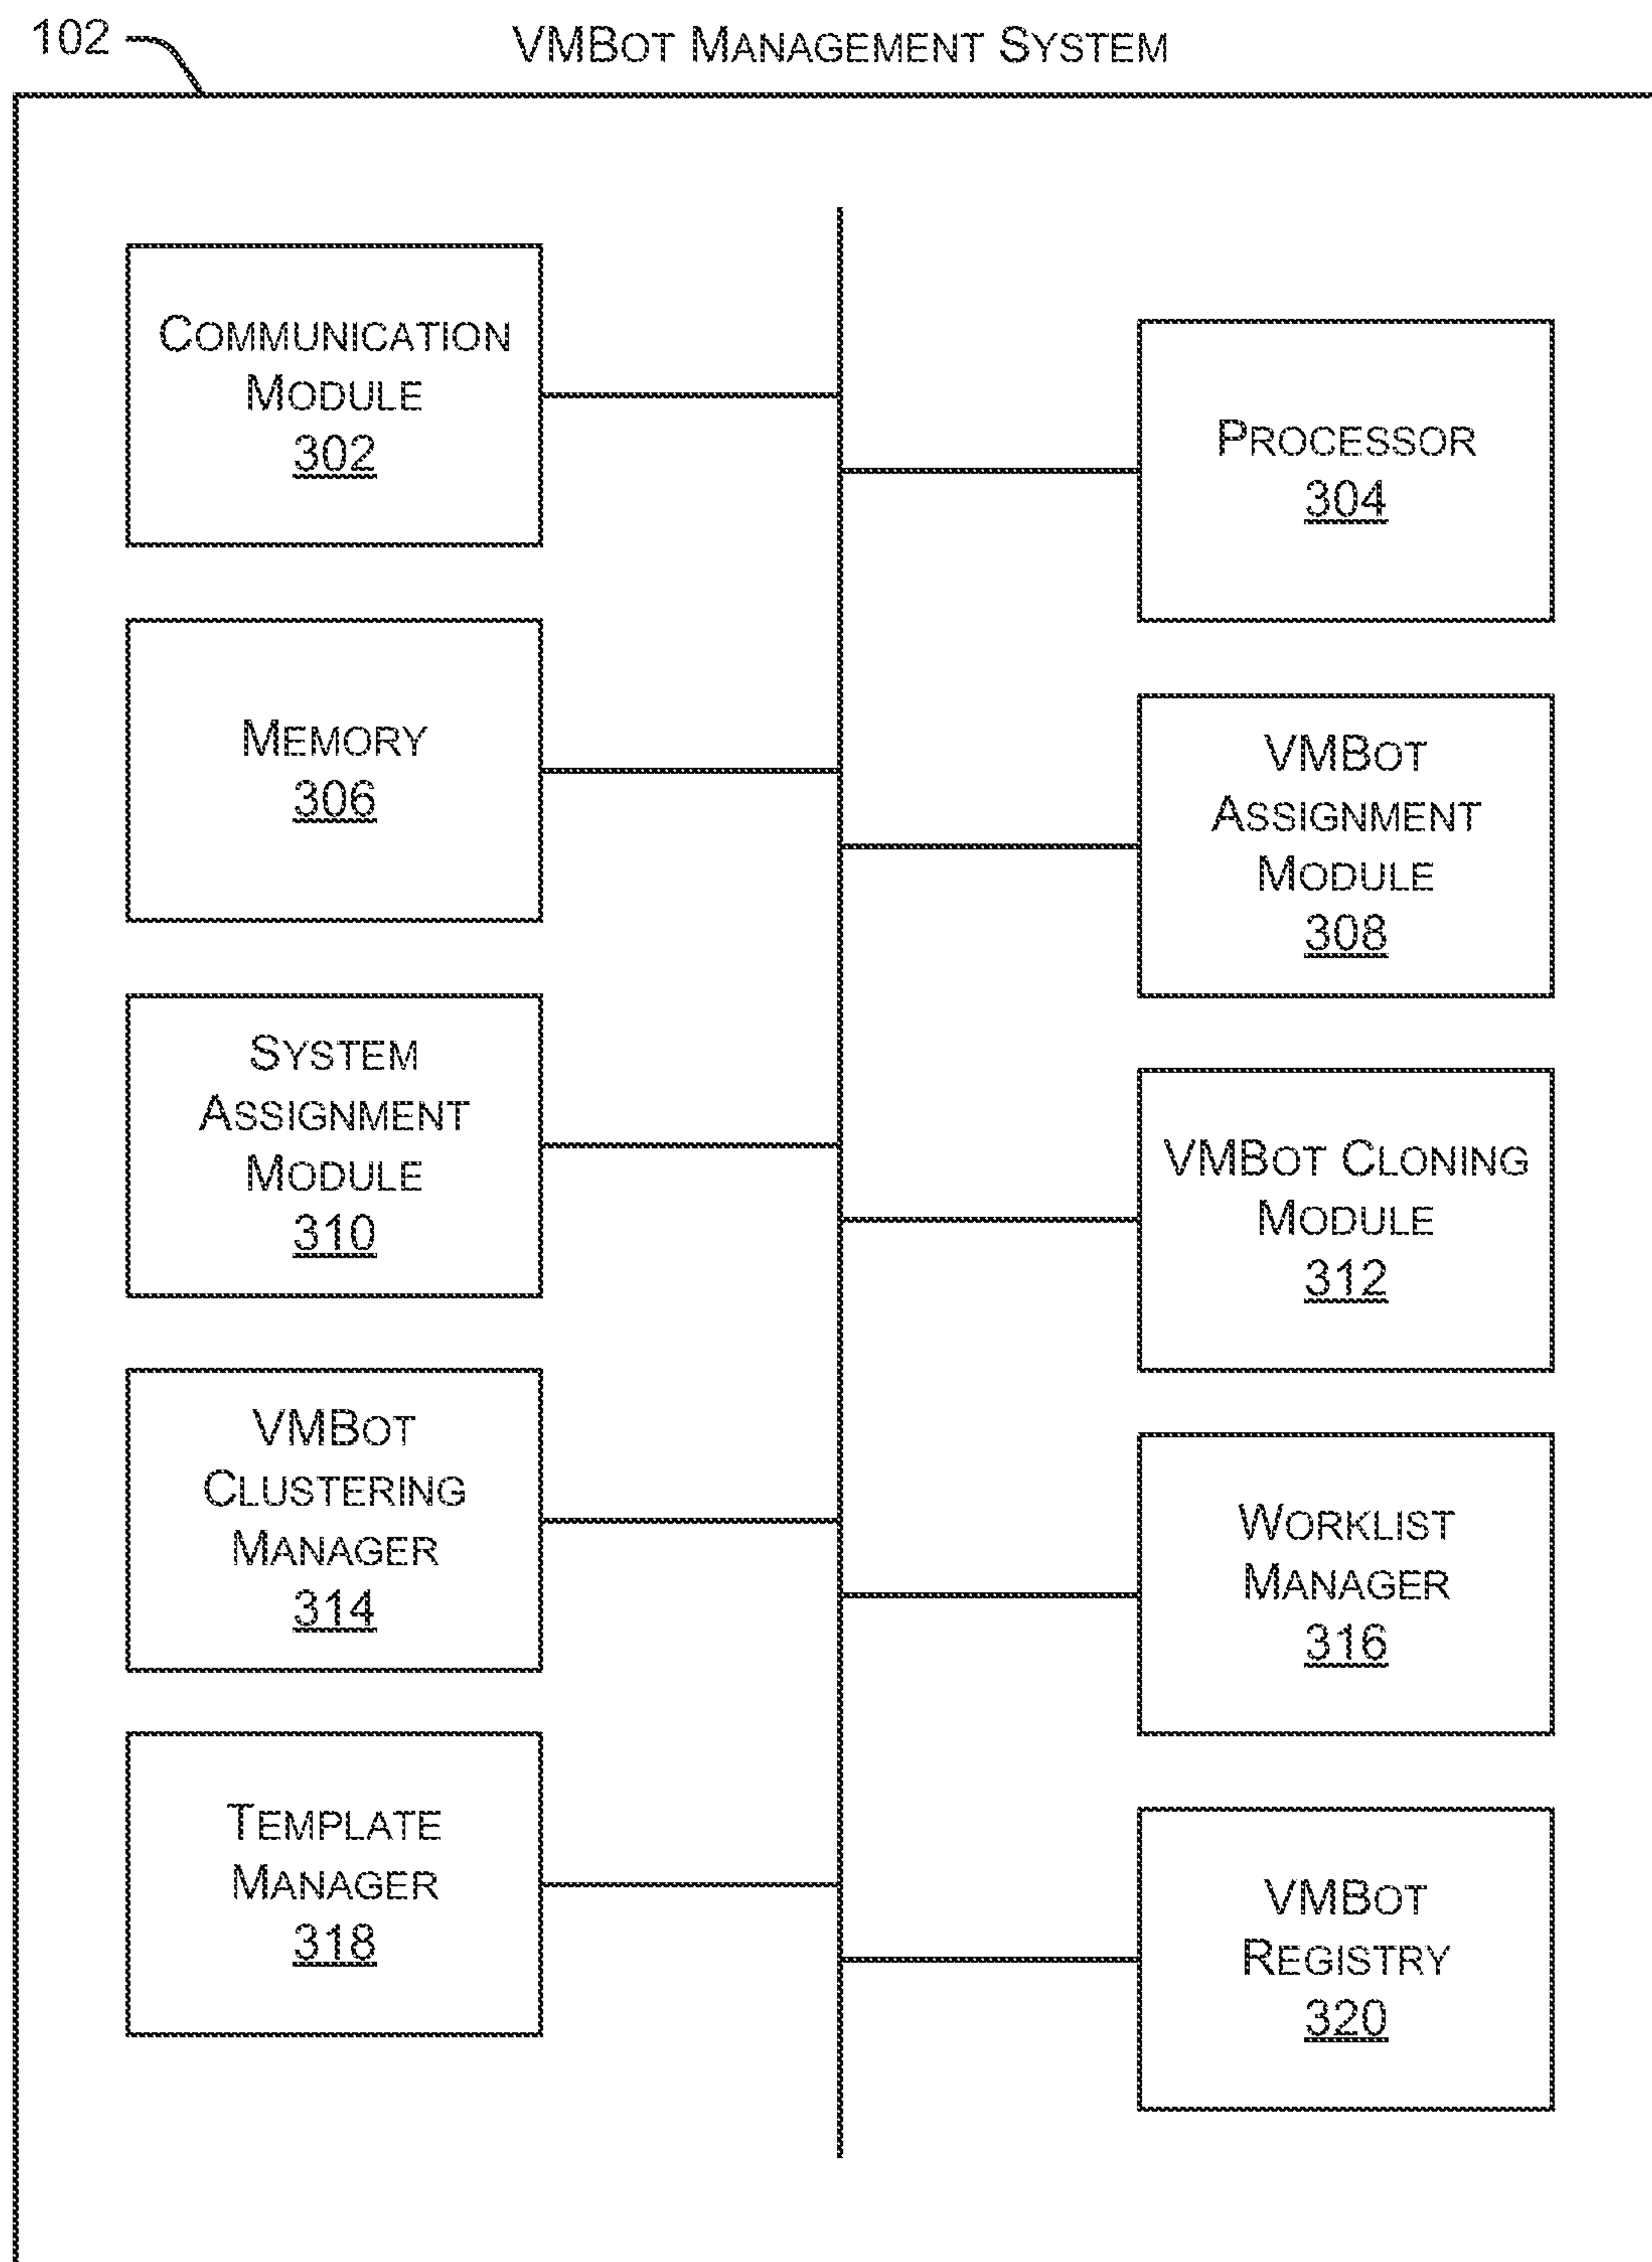 102
VMBOT MANAGEMENT SYSTEM
COMMUNICATION
MODULE
302
PROCESSOR
304
MEMORY
306
VMBOT
ASSIGNMENT
MODULE
308
SYSTEM
ASSIGNMENT
MODULE
310
VMBOT CLONING
MODULE
312
VMBOT
CLUSTERING
MANAGER
314
WORKLIST
MANAGER
316
TEMPLATE
MANAGER
318
VMBOT
REGISTRY
320